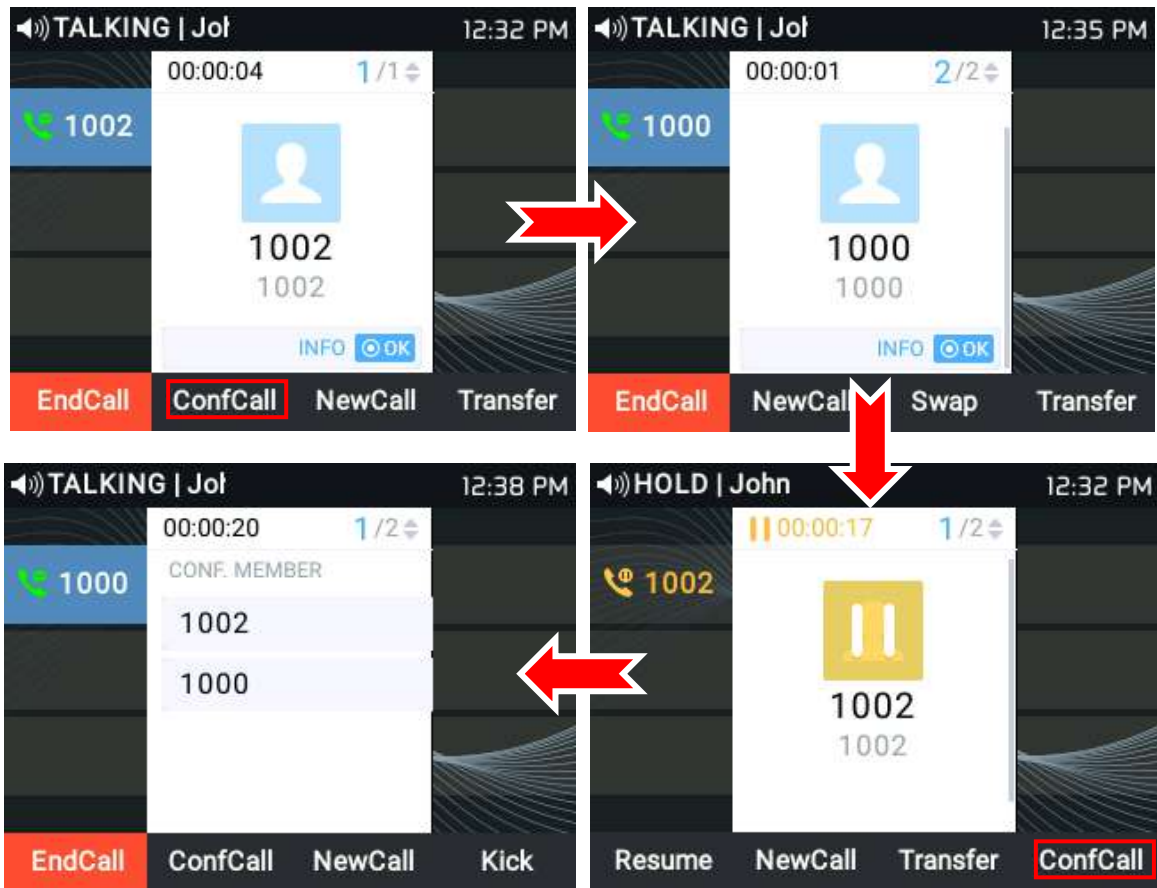 TALKING | Joh
12:32 PM
00:00:04
1/1
1002
1002
1002
INFO OK
EndCall ConfCall NewCall Transfer
TALKING | Joh
12:35 PM
00:00:01
2/2
1000
1000
1000
INFO OK
EndCall NewCall Swap Transfer
TALKING | Joh
12:38 PM
00:00:20
1/2
1000
CONF. MEMBER
1002
1000
EndCall ConfCall NewCall Kick
HOLD | John
12:32 PM
00:00:17
1/2
1002
1002
1002
Resume NewCall Transfer ConfCall